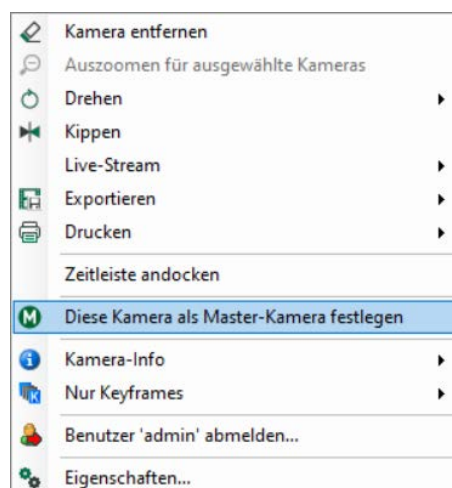 Kamera entfernen
Auszoomen für ausgewählte Kameras
Drehen
Kippen
Live-Stream
Exportieren
Drucken
Zeitleiste andocken
M Diese Kamera als Master-Kamera festlegen
Kamera-Info
K Nur Keyframes
Benutzer 'admin' abmelden...
Eigenschaften...